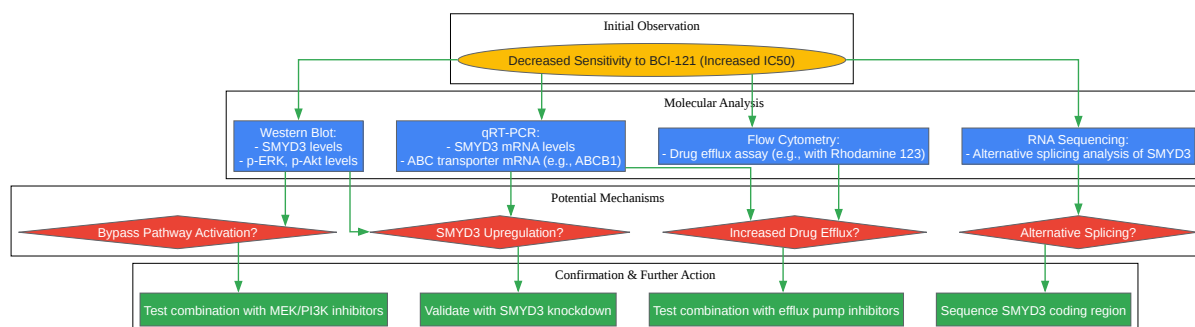 Initial Observation
Decreased Sensitivity to BCI-121 (Increased IC50)
Molecular Analysis
Western Blot:
- SMYD3 levels
- p-ERK, p-Akt levels
qRT-PCR:
- SMYD3 mRNA levels
- ABC transporter mRNA (e.g., ABCB1)
Flow Cytometry:
- Drug efflux assay (e.g., with Rhodamine 123)
RNA Sequencing:
- Alternative splicing analysis of SMYD3
Potential Mechanisms
Bypass Pathway Activation?
SMYD3 Upregulation?
Increased Drug Efflux?
Alternative Splicing?
Confirmation & Further Action
Test combination with MEK/PI3K inhibitors
Validate with SMYD3 knockdown
Test combination with efflux pump inhibitors
Sequence SMYD3 coding region